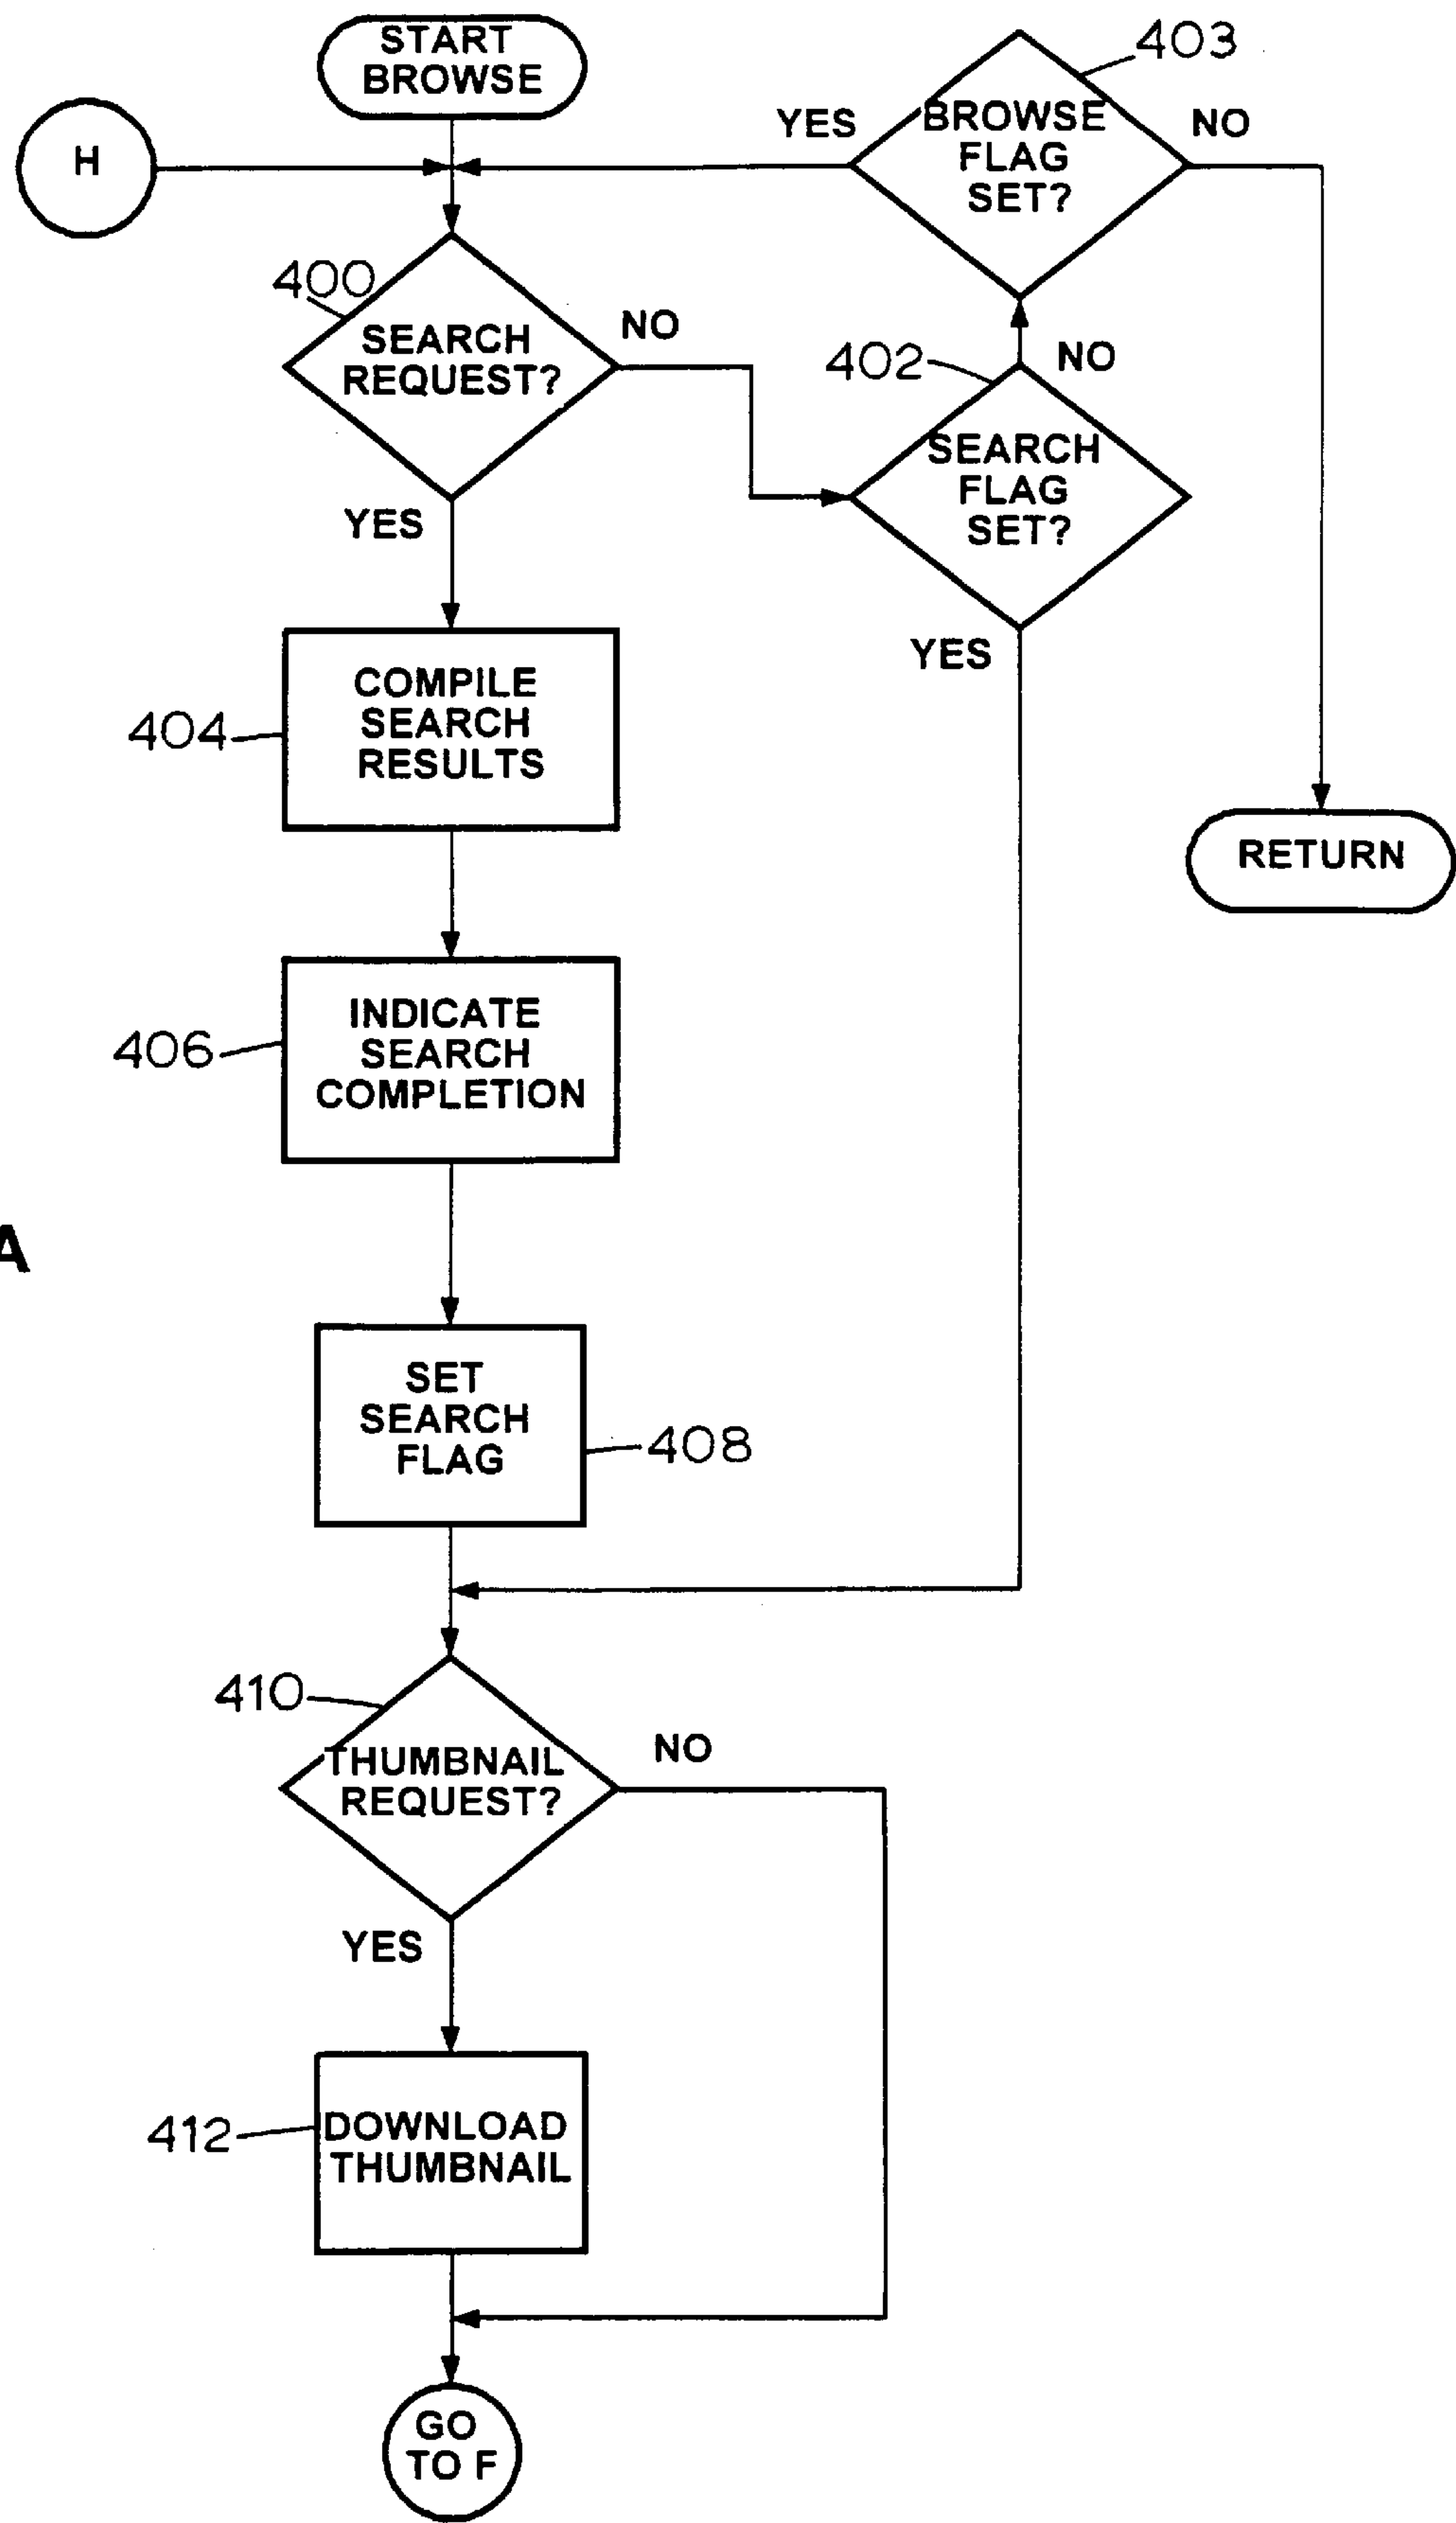 START
BROWSE
H
403
YES
BROWSE
FLAG
SET?
NO
400
SEARCH
REQUEST?
NO
402
NO
SEARCH
FLAG
SET?
YES
YES
COMPILE
SEARCH
RESULTS
404
RETURN
INDICATE
SEARCH
COMPLETION
406
A
SET
SEARCH
FLAG
408
410
THUMBNAIL
REQUEST?
NO
YES
412
DOWNLOAD
THUMBNAIL
GO
TO F